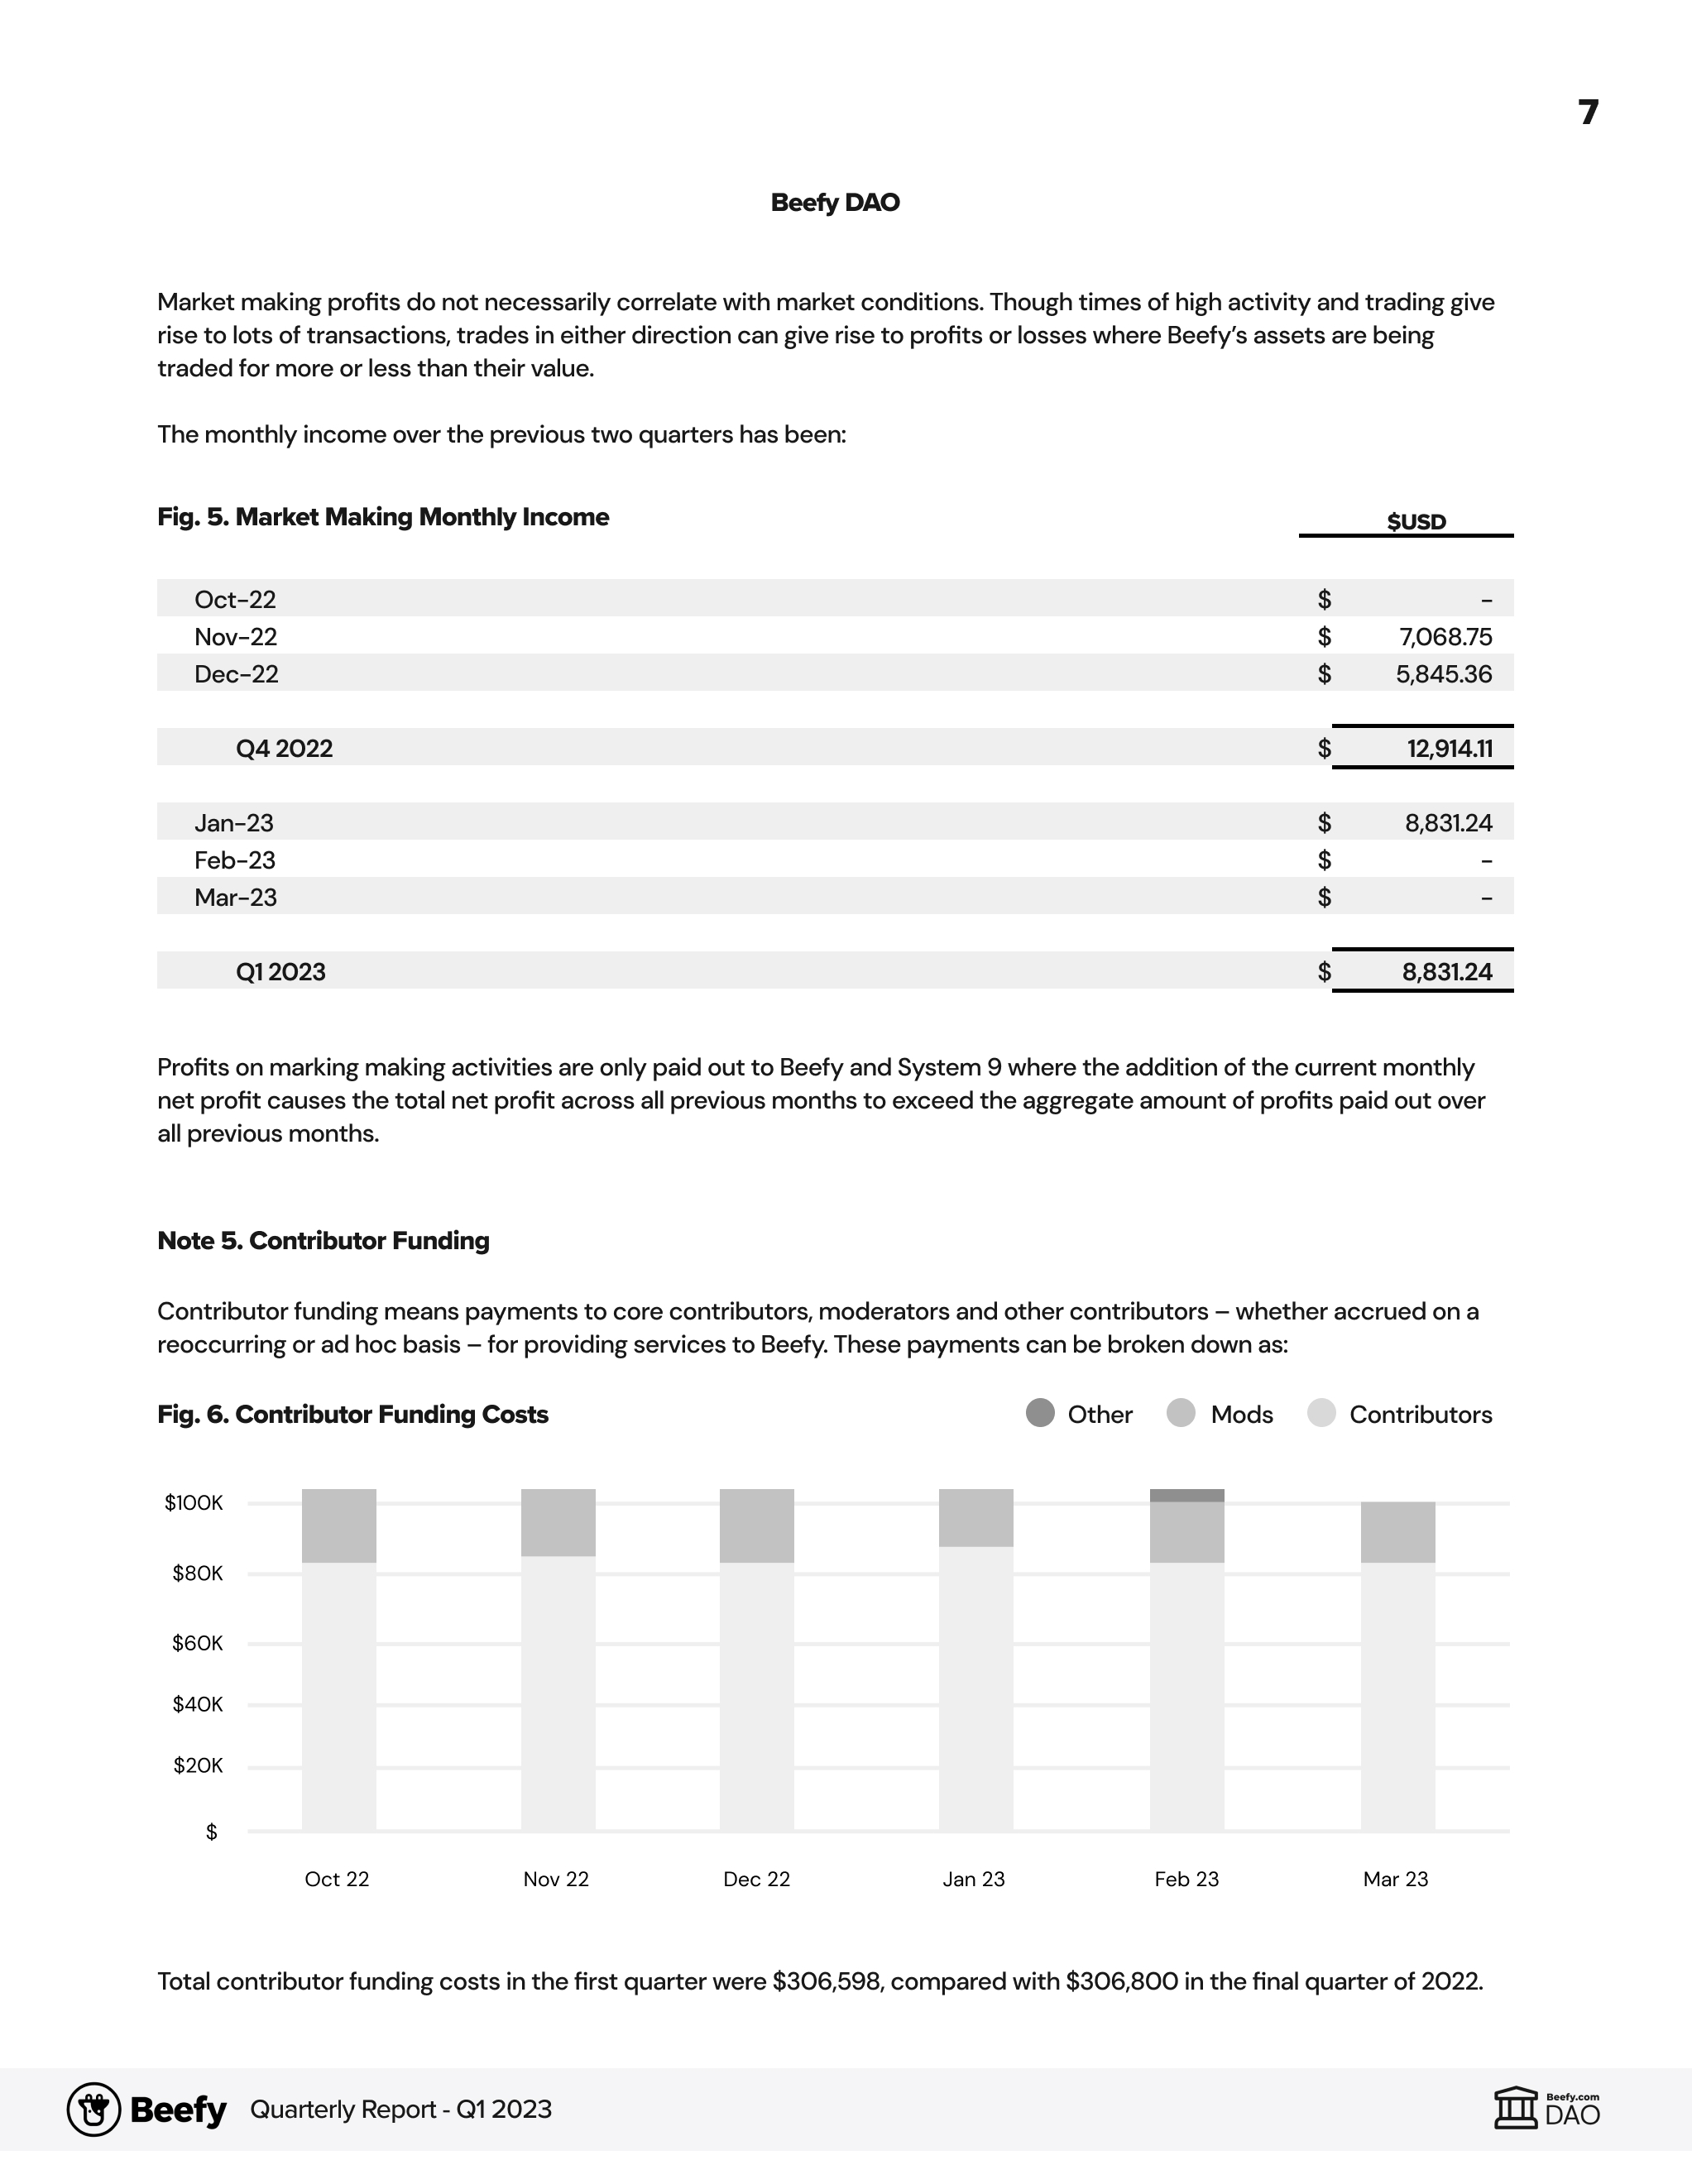 7
Beefy DAO
Market making profits do not necessarily correlate with market conditions. Though times of high activity and trading give
rise to lots of transactions, trades in either direction can give rise to profits or losses where Beefy’s assets are being
traded for more or less than their value.
The monthly income over the previous two quarters has been:
Fig. 5. Market Making Monthly Income $USD
Oct-22 $ -
Nov-22 $ 7,068.75
Dec-22 $ 5,845.36
Q4 2022 $ 12,914.11
Jan-23 $ 8,831.24
Feb-23 $ -
Mar-23 $ -
Q1 2023 $ 8,831.24
Profits on marking making activities are only paid out to Beefy and System 9 where the addition of the current monthly
net profit causes the total net profit across all previous months to exceed the aggregate amount of profits paid out over
all previous months.
Note 5. Contributor Funding
Contributor funding means payments to core contributors, moderators and other contributors – whether accrued on a
reoccurring or ad hoc basis – for providing services to Beefy. These payments can be broken down as:
Fig. 6. Contributor Funding Costs Other Mods Contributors
$100K
$80K
$60K
$40K
$20K
$
Oct 22 Nov 22 Dec 22 Jan 23 Feb 23 Mar 23
Total contributor funding costs in the first quarter were $306,598, compared with $306,800 in the final quarter of 2022.
Beefy Quarterly Report - Q1 2023
Beefy.com
DAO